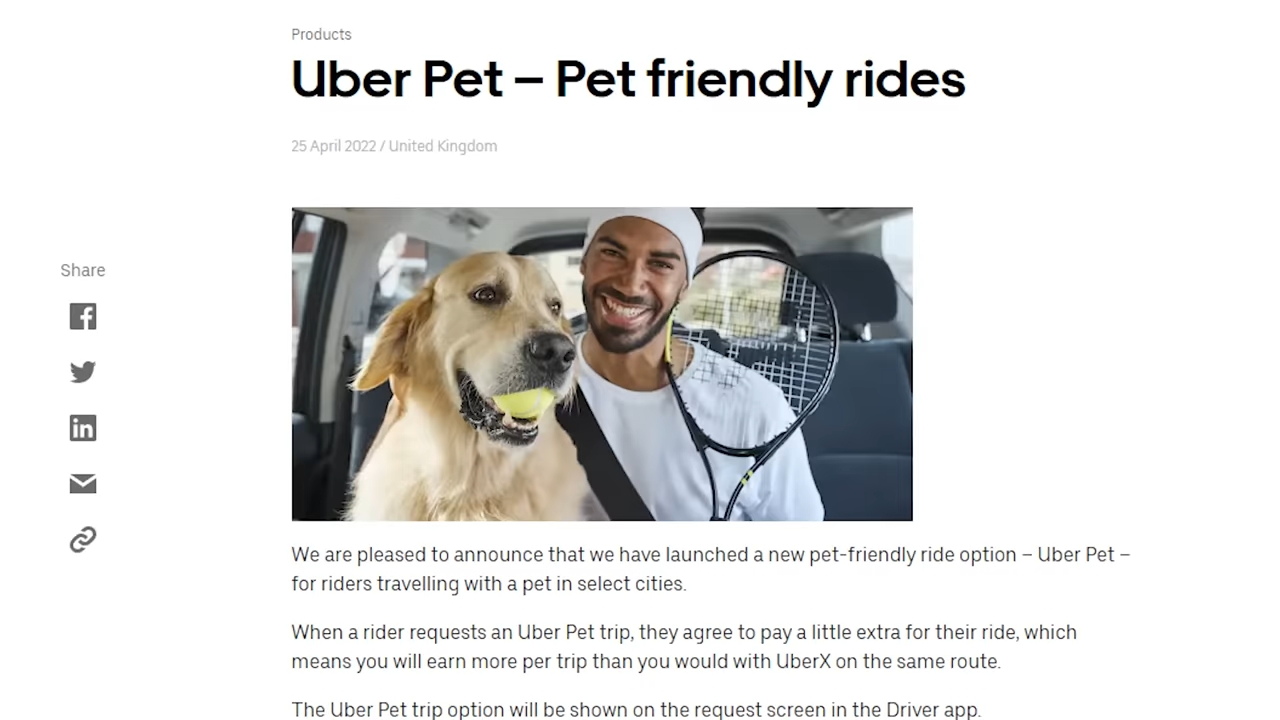 Products
Uber Pet – Pet friendly rides
25 April 2022 / United Kingdom
Share
We are pleased to announce that we have launched a new pet-friendly ride option – Uber Pet –
for riders travelling with a pet in select cities.
When a rider requests an Uber Pet trip, they agree to pay a little extra for their ride, which
means you will earn more per trip than you would with UberX on the same route.
The Uber Pet trip option will be shown on the request screen in the Driver app.